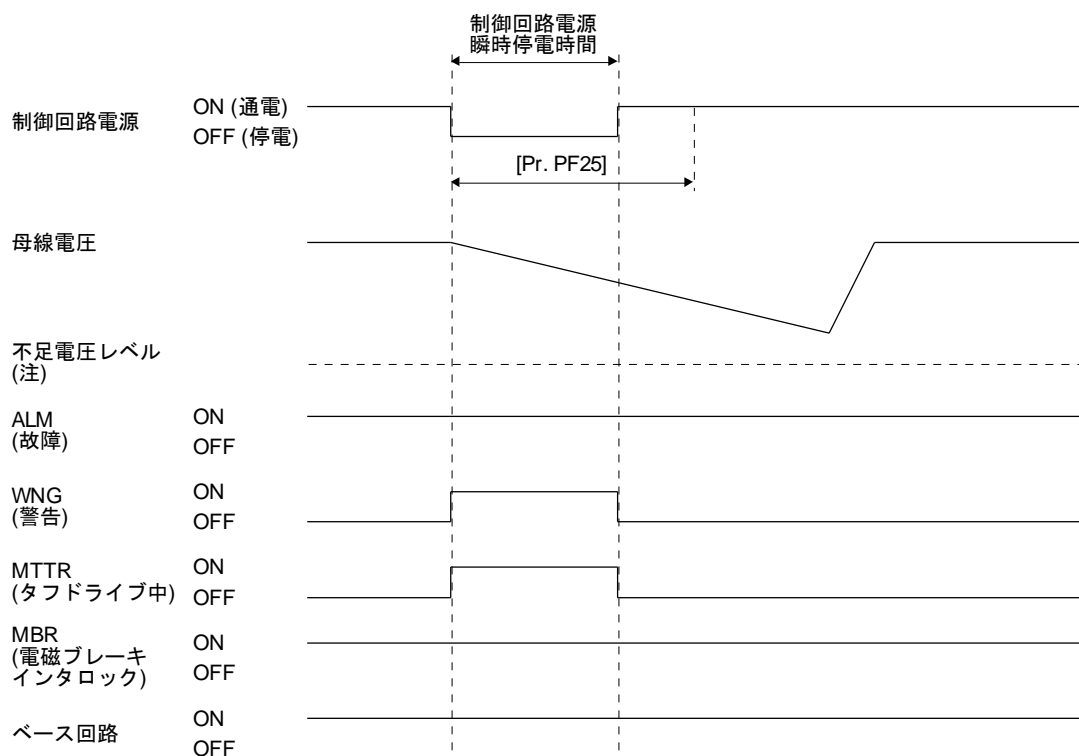 制御回路電源
瞬時停電時間
制御回路電源
ON (通電)
OFF (停電)
[Pr. PF25]
母線電圧
不足電圧レベル
(注)
ALM
(故障)
ON
OFF
WNG
(警告)
ON
OFF
MTTR
(タフドライブ中)
ON
OFF
MBR
(電磁ブレーキ
インタロック)
ON
OFF
ベース回路
ON
OFF